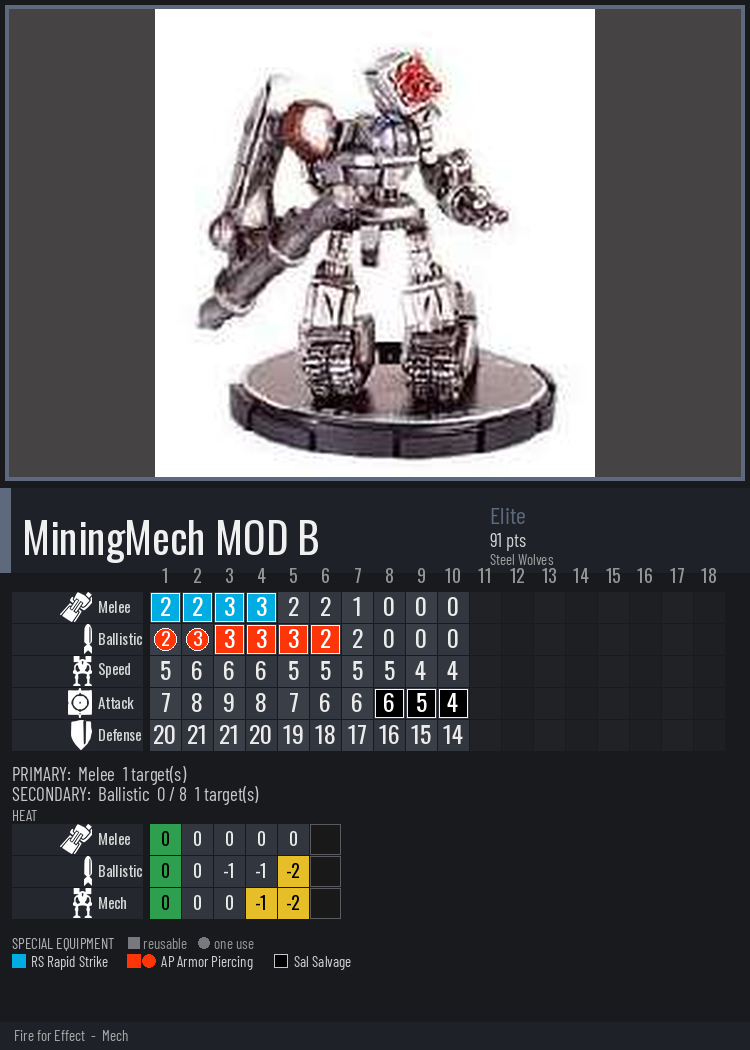 MiningMech MOD B
Elite
91 pts
Steel Wolves
1 2 3 4 5 6 7 8 9 10 11 12 13 14 15 16 17 18
Melee 2 2 3 3 2 2 1 0 0 0
Ballistic 2 3 3 3 3 2 2 0 0 0
Speed 5 6 6 6 5 5 5 5 4 4
Attack 7 8 9 8 7 6 6 6 5 4
Defense 20 21 21 20 19 18 17 16 15 14
PRIMARY: Melee 1 target(s)
SECONDARY: Ballistic 0 / 8 1 target(s)
HEAT
Melee 0 0 0 0 0
Ballistic 0 0 -1 -1 -2
Mech 0 0 0 -1 -2
SPECIAL EQUIPMENT reusable one use
RS Rapid Strike AP Armor Piercing Sal Salvage
Fire for Effect - Mech